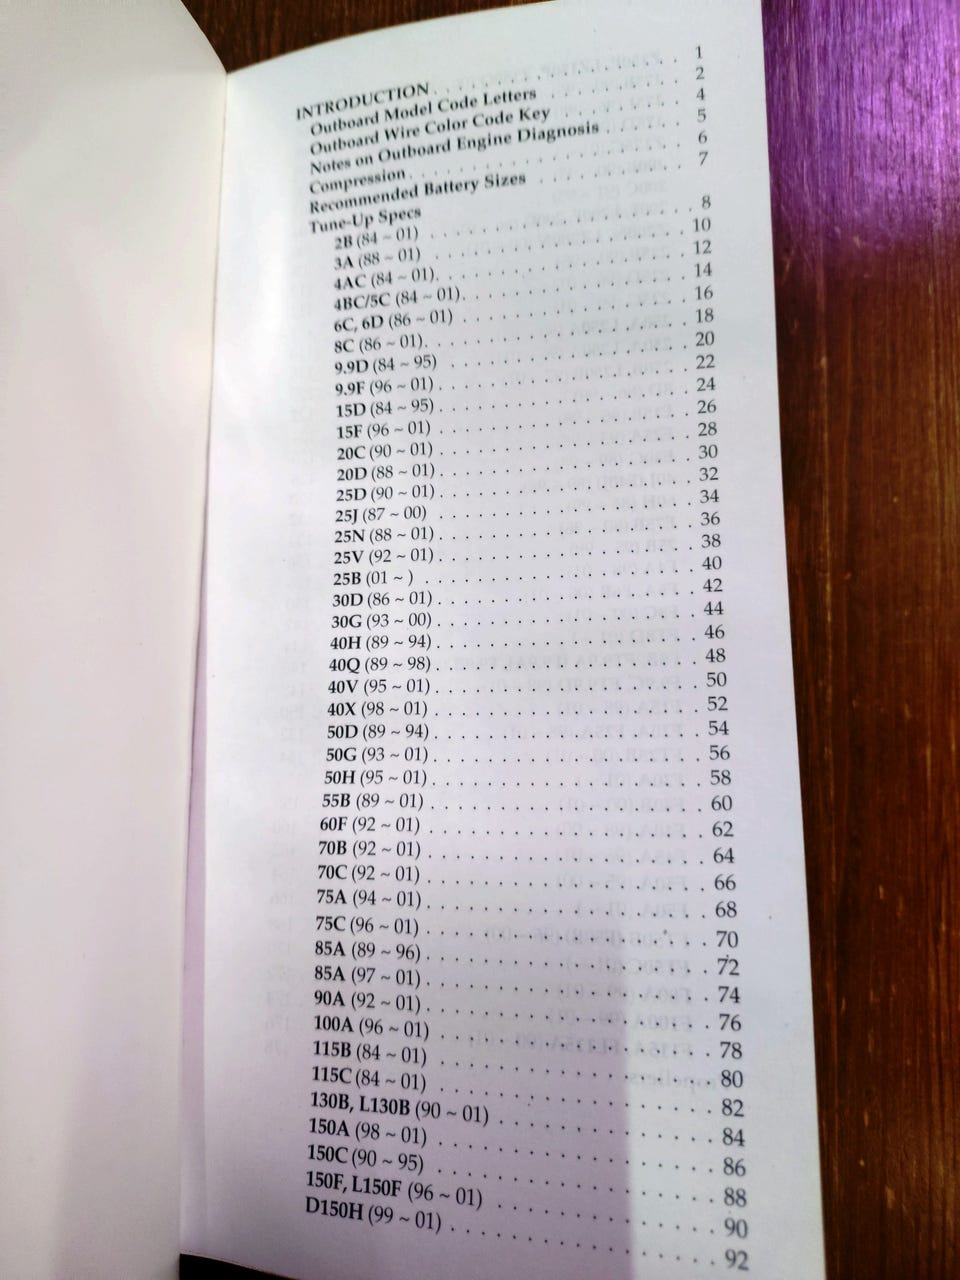 INTRODUCTION . . . . . . . . . . 1
Outboard Model Code Letters . . . . . . . . . . 2
Outboard Wire Color Code Key . . . . . . . . . . 4
Notes on Outboard Engine Diagnosis . . . . . . . . . . 5
Compression . . . . . . . . . . 6
Recommended Battery Sizes . . . . . . . . . . 7
Tune-Up Specs
2B (84 ~ 01) . . . . . . . . . . 8
3A (88 ~ 01) . . . . . . . . . . 10
4AC (84 ~ 01) . . . . . . . . . . 12
4BC/5C (84 ~ 01) . . . . . . . . . . 14
6C, 6D (86 ~ 01) . . . . . . . . . . 16
8C (86 ~ 01) . . . . . . . . . . 18
9.9D (84 ~ 95) . . . . . . . . . . 20
9.9F (96 ~ 01) . . . . . . . . . . 22
15D (84 ~ 95) . . . . . . . . . . 24
15F (96 ~ 01) . . . . . . . . . . 26
20C (90 ~ 01) . . . . . . . . . . 28
20D (88 ~ 01) . . . . . . . . . . 30
25D (90 ~ 01) . . . . . . . . . . 32
25J (87 ~ 00) . . . . . . . . . . 34
25N (88 ~ 01) . . . . . . . . . . 36
25V (92 ~ 01) . . . . . . . . . . 38
25B (01 ~ ) . . . . . . . . . . 40
30D (86 ~ 01) . . . . . . . . . . 42
30G (93 ~ 00) . . . . . . . . . . 44
40H (89 ~ 94) . . . . . . . . . . 46
40Q (89 ~ 98) . . . . . . . . . . 48
40V (95 ~ 01) . . . . . . . . . . 50
40X (98 ~ 01) . . . . . . . . . . 52
50D (89 ~ 94) . . . . . . . . . . 54
50G (93 ~ 01) . . . . . . . . . . 56
50H (95 ~ 01) . . . . . . . . . . 58
55B (89 ~ 01) . . . . . . . . . . 60
60F (92 ~ 01) . . . . . . . . . . 62
70B (92 ~ 01) . . . . . . . . . . 64
70C (92 ~ 01) . . . . . . . . . . 66
75A (94 ~ 01) . . . . . . . . . . 68
75C (96 ~ 01) . . . . . . . . . . 70
85A (89 ~ 96) . . . . . . . . . . 72
85A (97 ~ 01) . . . . . . . . . . 74
90A (92 ~ 01) . . . . . . . . . . 76
100A (96 ~ 01) . . . . . . . . . . 78
115B (84 ~ 01) . . . . . . . . . . 80
115C (84 ~ 01) . . . . . . . . . . 82
130B, L130B (90 ~ 01) . . . . . . . . . . 84
150A (98 ~ 01) . . . . . . . . . . 86
150C (90 ~ 95) . . . . . . . . . . 88
150F, L150F (96 ~ 01) . . . . . . . . . . 90
D150H (99 ~ 01) . . . . . . . . . . 92